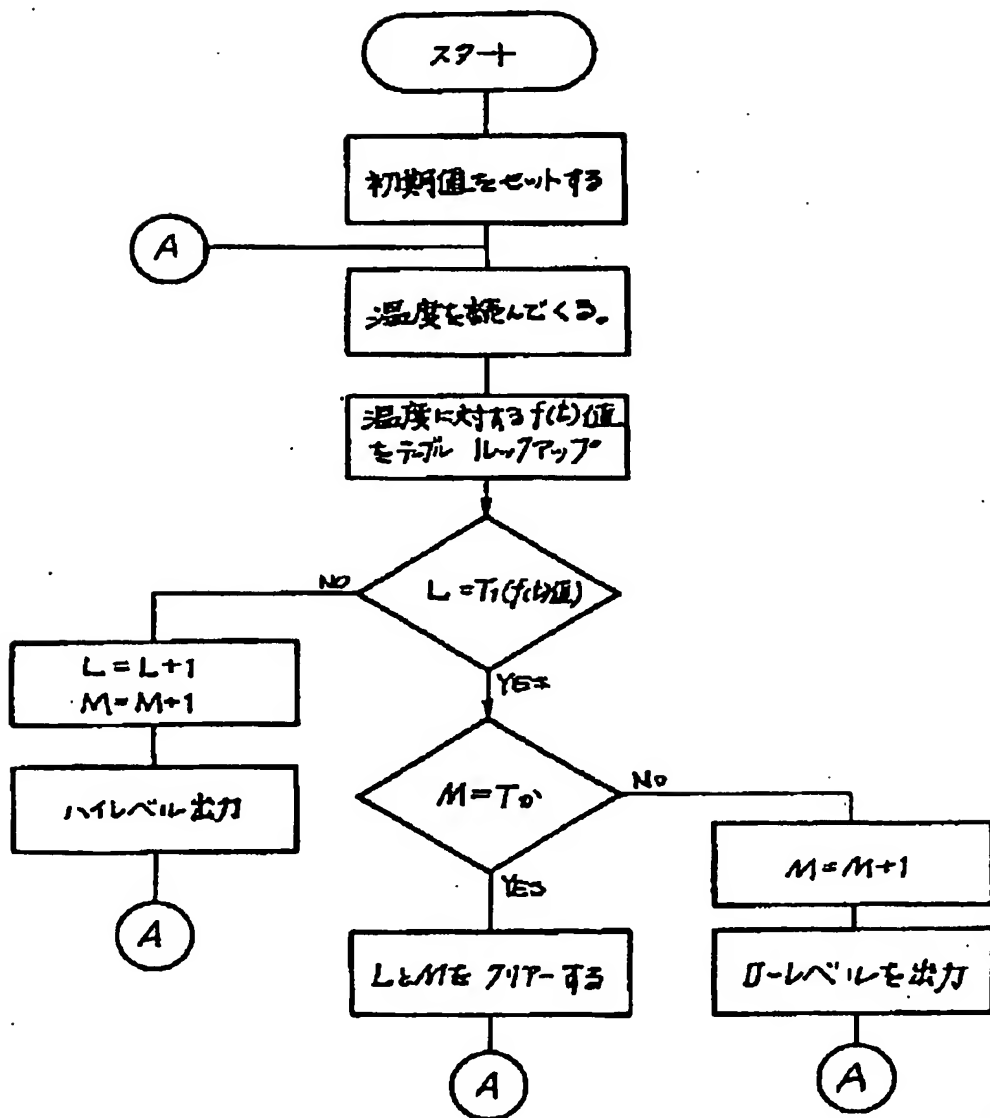 スタート
初期値をセットする
A
温度を読んでくる。
温度に対するf(t)値
をテーブル ルックアップ
L=T1(f(t)値)
NO
YES
L=L+1
M=M+1
ハイレベル出力
A
M=Tか
NO
YES
M=M+1
ローレベルを出力
A
LとMをクリアーする
A